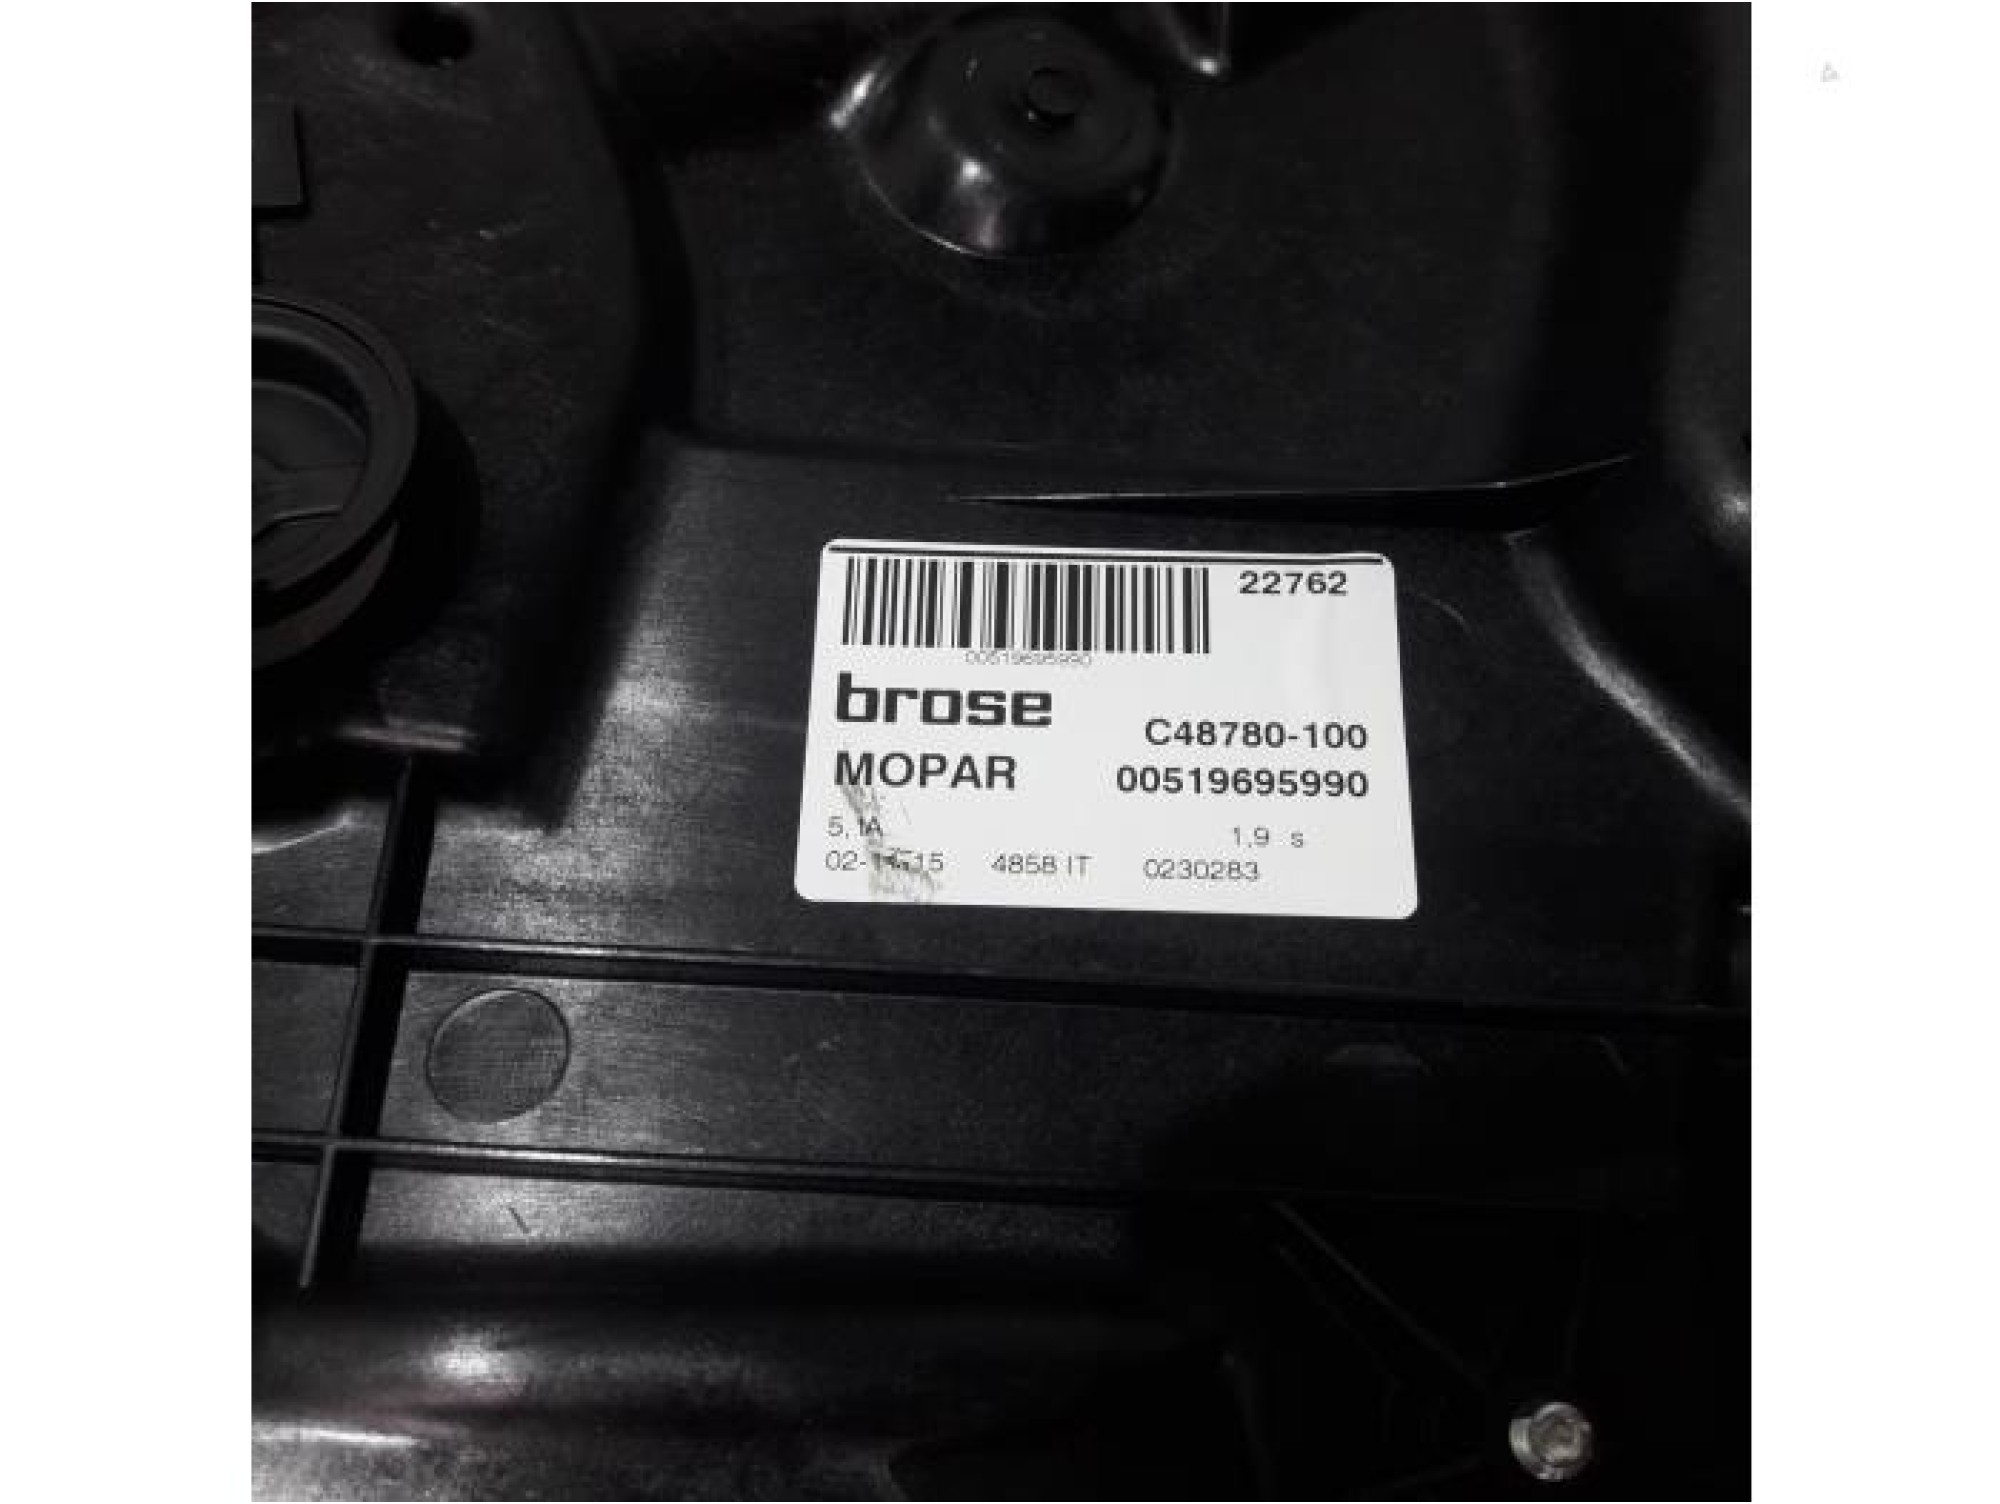 22762
00519695990
brose
C48780-100
MOPAR 00519695990
5,1A 1,9 s
4858 IT 0230283